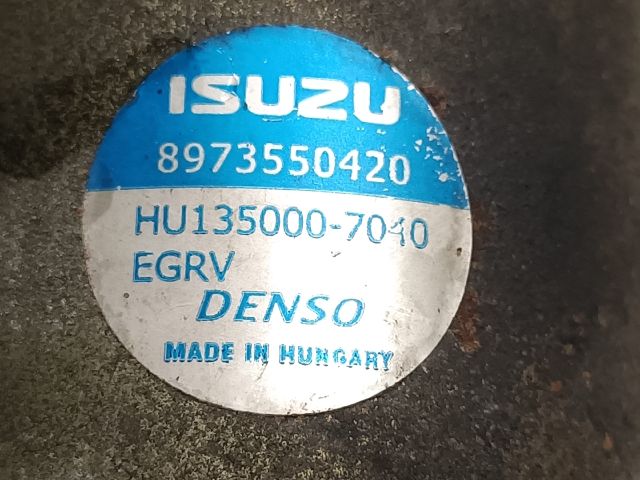 ISUZU
8973550420
HU135000-7040
EGRV
DENSO
MADE IN HUNGARY